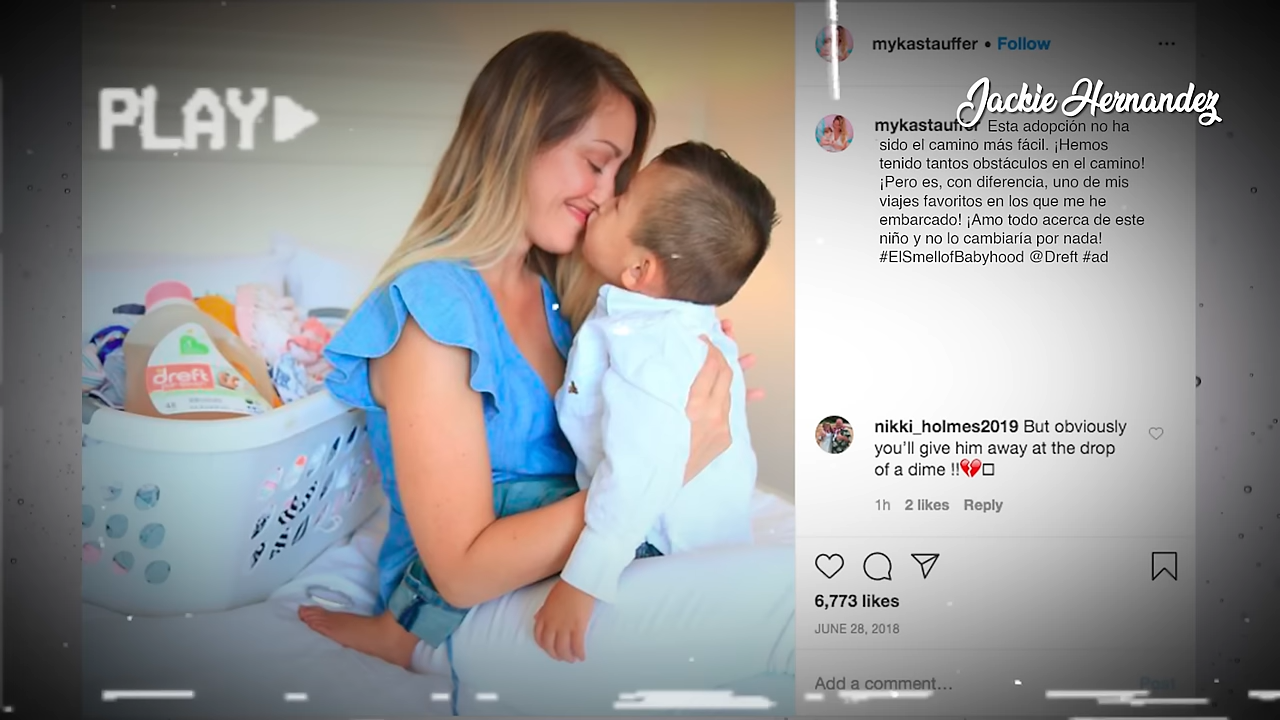 PLAY
dreft
mykastauffer • Follow
Jackie Hernandez
mykastauffer Esta adopción no ha
sido el camino más fácil. ¡Hemos
tenido tantos obstáculos en el camino!
¡Pero es, con diferencia, uno de mis
viajes favoritos en los que me he
embarcado! ¡Amo todo acerca de este
niño y no lo cambiaría por nada!
#ElSmellofBabyhood @Dreft #ad
nikki_holmes2019 But obviously
you'll give him away at the drop
of a dime !!💔□
1h 2 likes Reply
6,773 likes
JUNE 28, 2018
Add a comment... Post